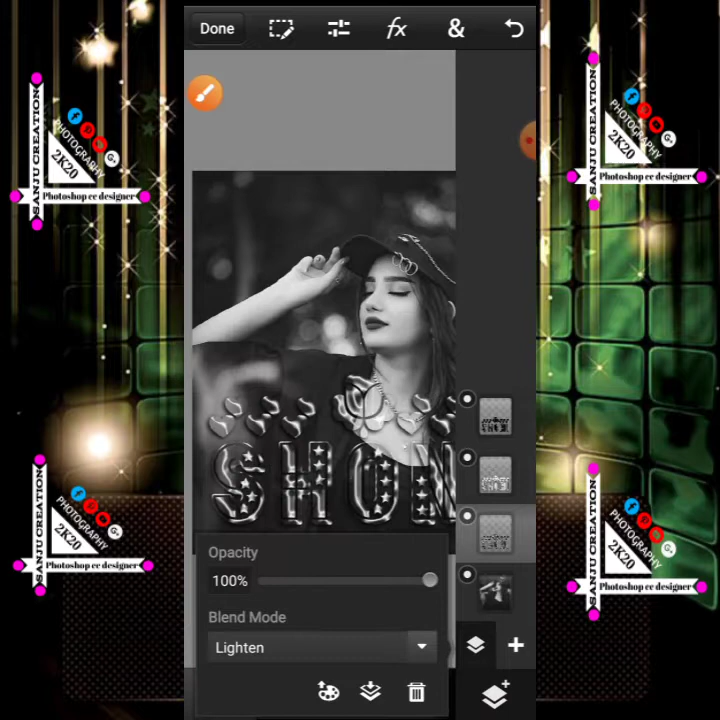 Done
fx
&
SANJU CREATION
PHOTOGRAPHY
2K20
Photoshop cc designer
SANJU CREATION
PHOTOGRAPHY
2K20
Photoshop cc designer
SHON
Opacity
100%
Blend Mode
Lighten
SANJU CREATION
PHOTOGRAPHY
2K20
Photoshop cc designer
SANJU CREATION
PHOTOGRAPHY
2K20
Photoshop cc designer